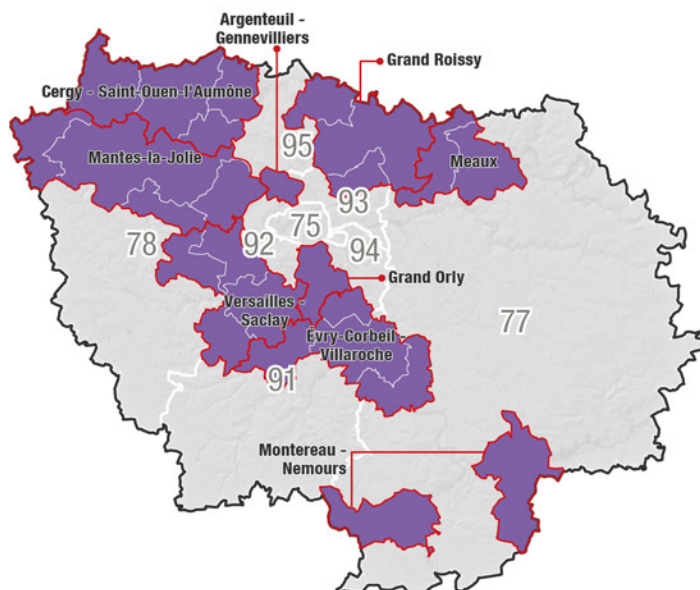 Argenteuil -
Gennevilliers
Grand Roissy
Cergy - Saint-Ouen-l'Aumône
95
Mantes-la-Jolie
Meaux
93
75
78
92
94
Grand Orly
Versailles -
Saclay
77
Évry-Corbeil -
Villaroche
91
Montereau -
Nemours